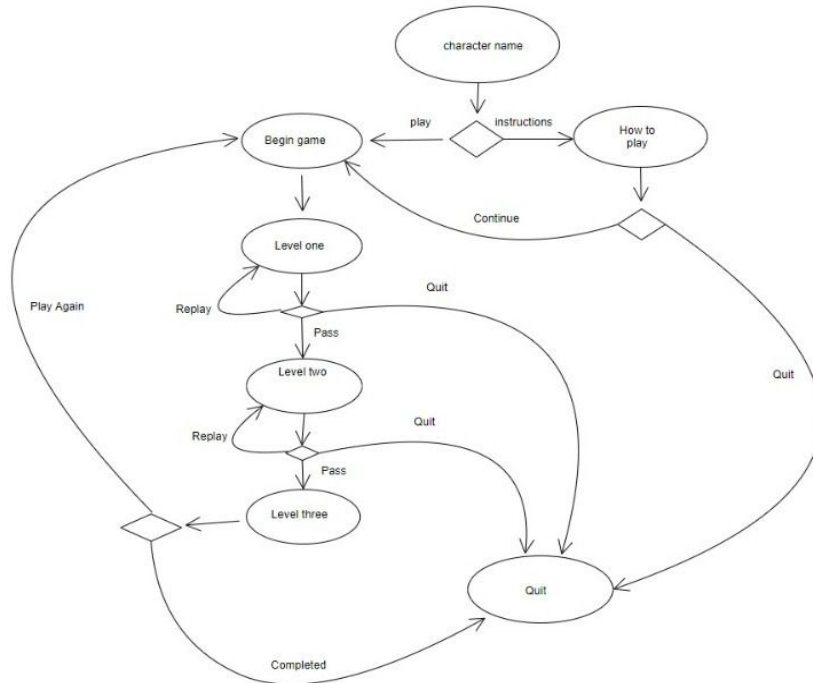 character name
play
instructions
Begin game
How to
play
Continue
Level one
Play Again
Replay
Quit
Pass
Level two
Quit
Replay
Quit
Pass
Level three
Quit
Completed